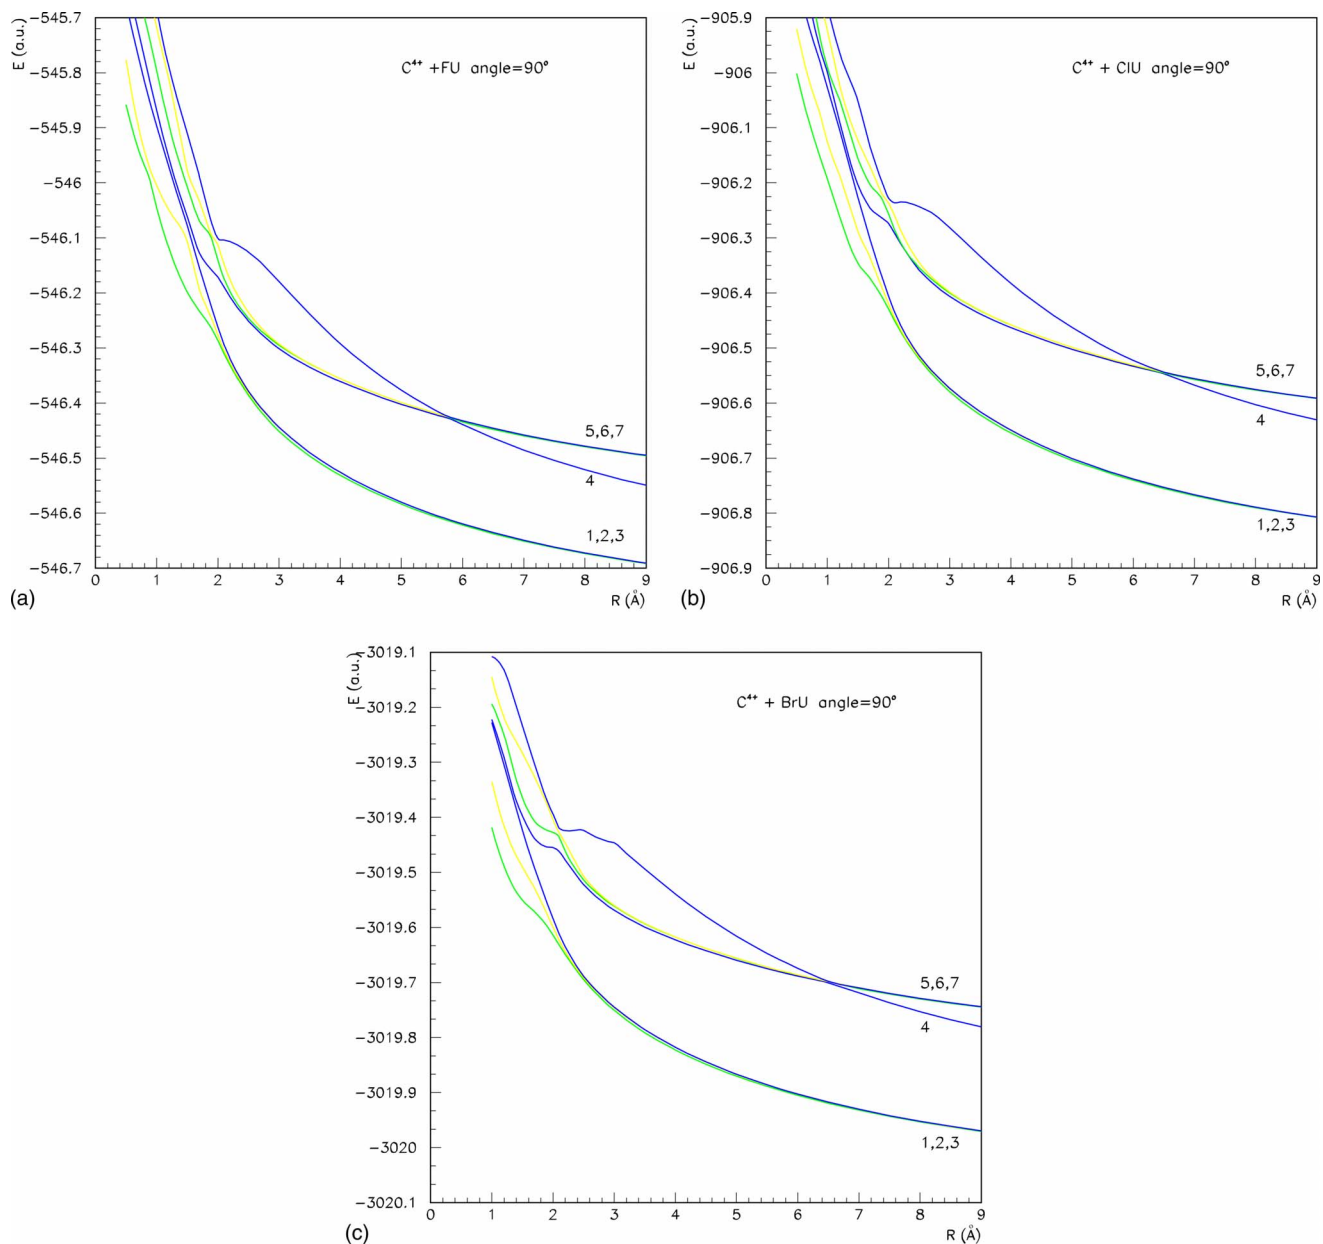 E (a.u.)
−545.7
−545.8
−545.9
−546
−546.1
−546.2
−546.3
−546.4
−546.5
−546.6
−546.7
C⁴⁺ +FU angle=90°
5,6,7
4
1,2,3
0 1 2 3 4 5 6 7 8 9
R (Å)
(a)
E (a.u.)
−905.9
−906
−906.1
−906.2
−906.3
−906.4
−906.5
−906.6
−906.7
−906.8
−906.9
C⁴⁺ + ClU angle=90°
5,6,7
4
1,2,3
0 1 2 3 4 5 6 7 8 9
R (Å)
(b)
E (a.u.)
−3019.1
−3019.2
−3019.3
−3019.4
−3019.5
−3019.6
−3019.7
−3019.8
−3019.9
−3020
−3020.1
C⁴⁺ + BrU angle=90°
5,6,7
4
1,2,3
0 1 2 3 4 5 6 7 8 9
R (Å)
(c)